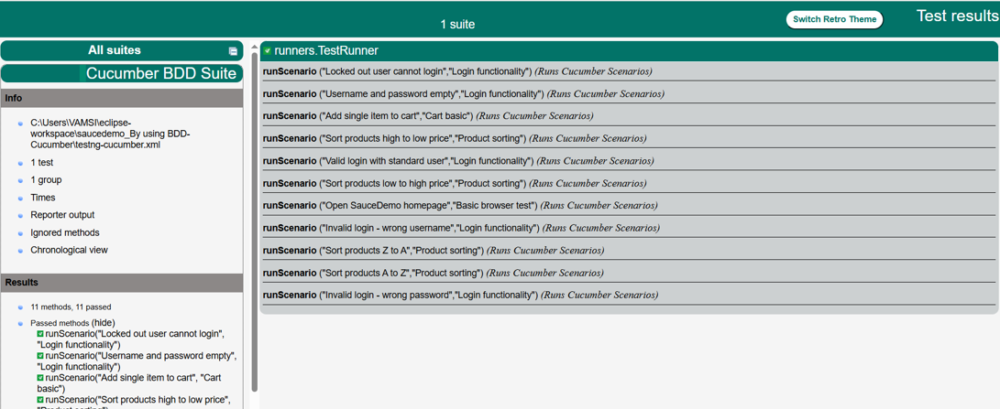 1 suite
Switch Retro Theme
Test results
All suites
Cucumber BDD Suite
Info
C:\Users\VAMSI\eclipse-
workspace\saucedemo_By using BDD-
Cucumber\testng-cucumber.xml
1 test
1 group
Times
Reporter output
Ignored methods
Chronological view
Results
11 methods, 11 passed
Passed methods (hide)
runScenario("Locked out user cannot login",
"Login functionality")
runScenario("Username and password empty",
"Login functionality")
runScenario("Add single item to cart", "Cart
basic")
runScenario("Sort products high to low price",
runners.TestRunner
runScenario ("Locked out user cannot login","Login functionality") (Runs Cucumber Scenarios)
runScenario ("Username and password empty","Login functionality") (Runs Cucumber Scenarios)
runScenario ("Add single item to cart","Cart basic") (Runs Cucumber Scenarios)
runScenario ("Sort products high to low price","Product sorting") (Runs Cucumber Scenarios)
runScenario ("Valid login with standard user","Login functionality") (Runs Cucumber Scenarios)
runScenario ("Sort products low to high price","Product sorting") (Runs Cucumber Scenarios)
runScenario ("Open SauceDemo homepage","Basic browser test") (Runs Cucumber Scenarios)
runScenario ("Invalid login - wrong username","Login functionality") (Runs Cucumber Scenarios)
runScenario ("Sort products Z to A","Product sorting") (Runs Cucumber Scenarios)
runScenario ("Sort products A to Z","Product sorting") (Runs Cucumber Scenarios)
runScenario ("Invalid login - wrong password","Login functionality") (Runs Cucumber Scenarios)